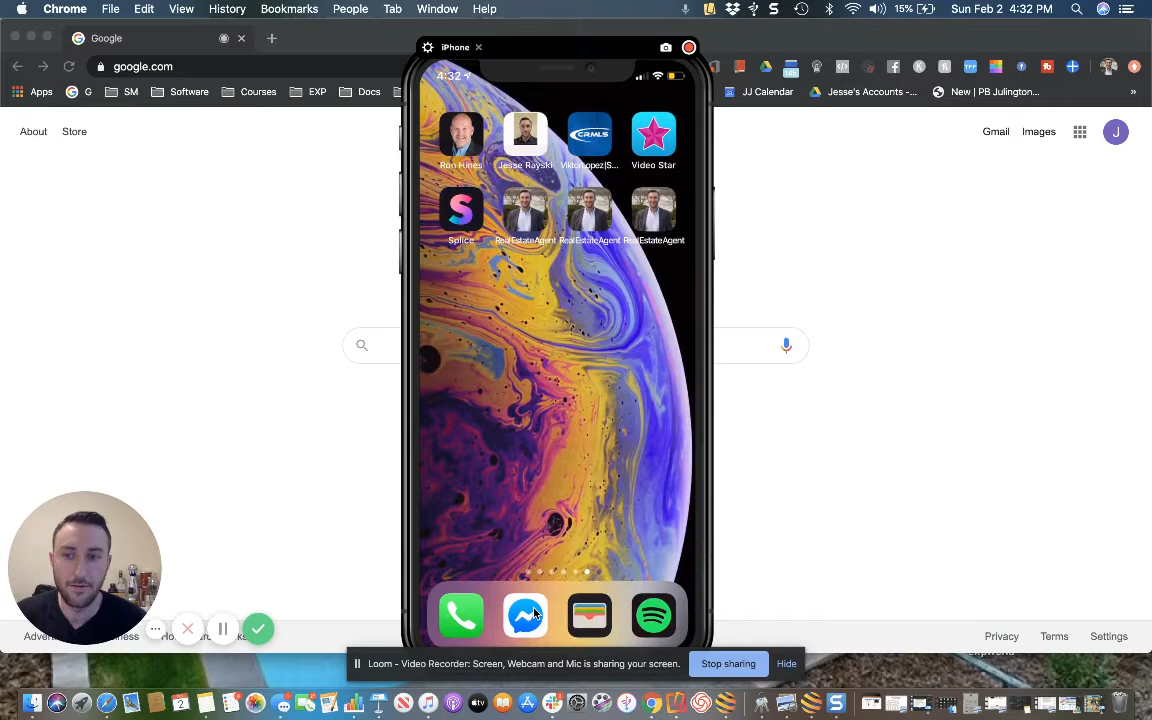 Chrome File Edit View History Bookmarks People Tab Window Help 15% Sun Feb 2 4:32 PM
Google
iPhone
google.com
Apps G SM Software Courses EXP Docs JJ Calendar Jesse's Accounts -... New | PB Julington... »
4:32
About Store
Gmail Images J
CRMLS
Ron Hines Jesse Rayski Video Star
S
Splice RealEstateAgent RealEstateAgent RealEstateAgent
Privacy Terms Settings
Loom - Video Recorder: Screen, Webcam and Mic is sharing your screen. Stop sharing Hide